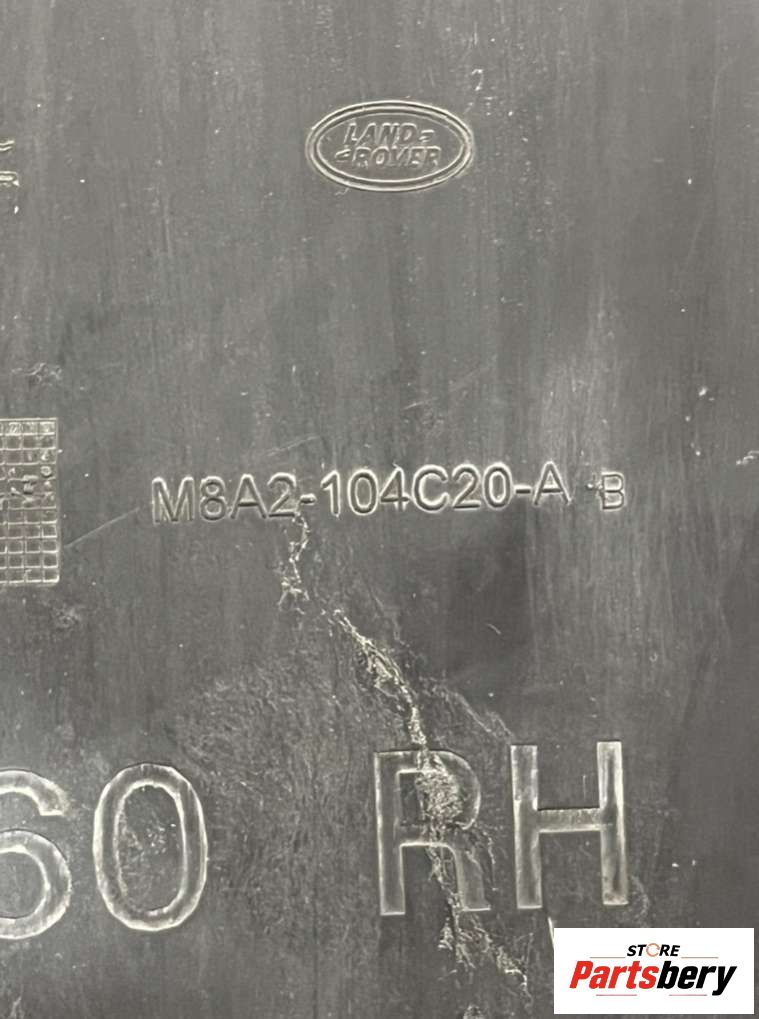 LAND-
ROVER
M8A2-104C20-A B
60 RH
STORE
Partsbery